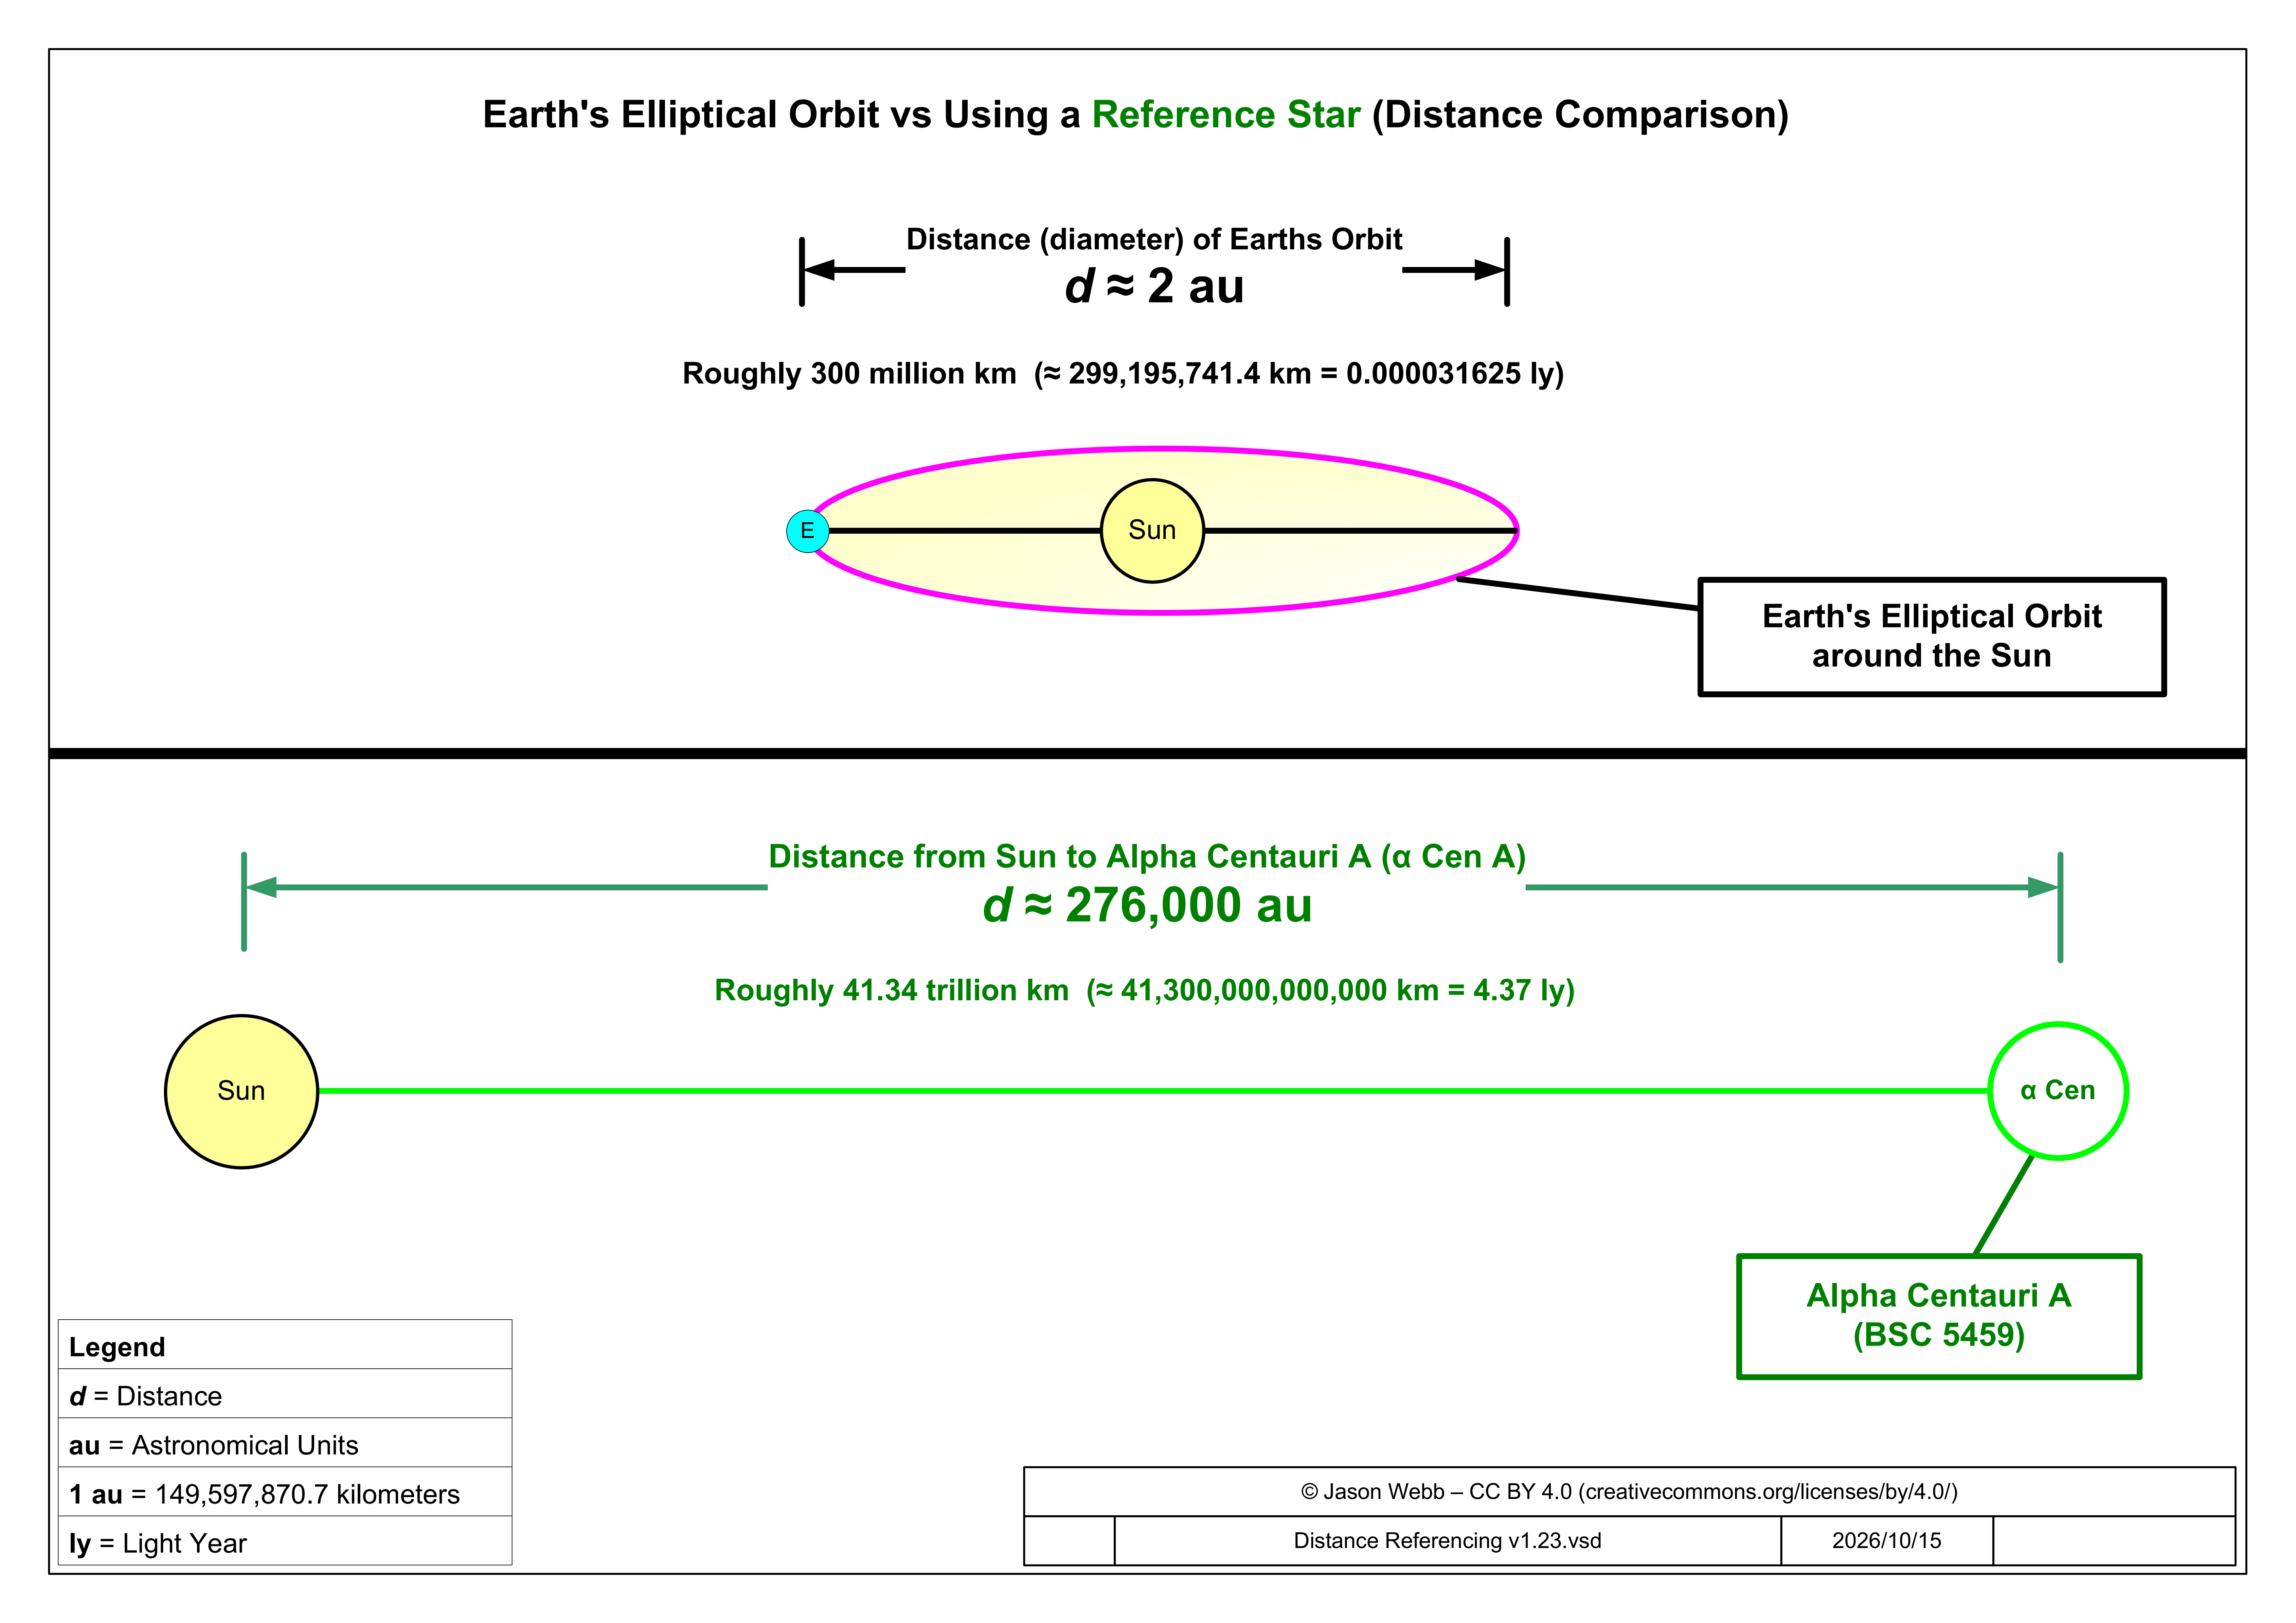 Earth's Elliptical Orbit vs Using a Reference Star (Distance Comparison)
Distance (diameter) of Earths Orbit
d ≈ 2 au
Roughly 300 million km (≈ 299,195,741.4 km = 0.000031625 ly)
E
Sun
Earth's Elliptical Orbit
around the Sun
Distance from Sun to Alpha Centauri A (α Cen A)
d ≈ 276,000 au
Roughly 41.34 trillion km (≈ 41,300,000,000,000 km = 4.37 ly)
Sun
α Cen
Alpha Centauri A
(BSC 5459)
Legend
d = Distance
au = Astronomical Units
1 au = 149,597,870.7 kilometers
ly = Light Year
© Jason Webb – CC BY 4.0 (creativecommons.org/licenses/by/4.0/)
Distance Referencing v1.23.vsd
2026/10/15